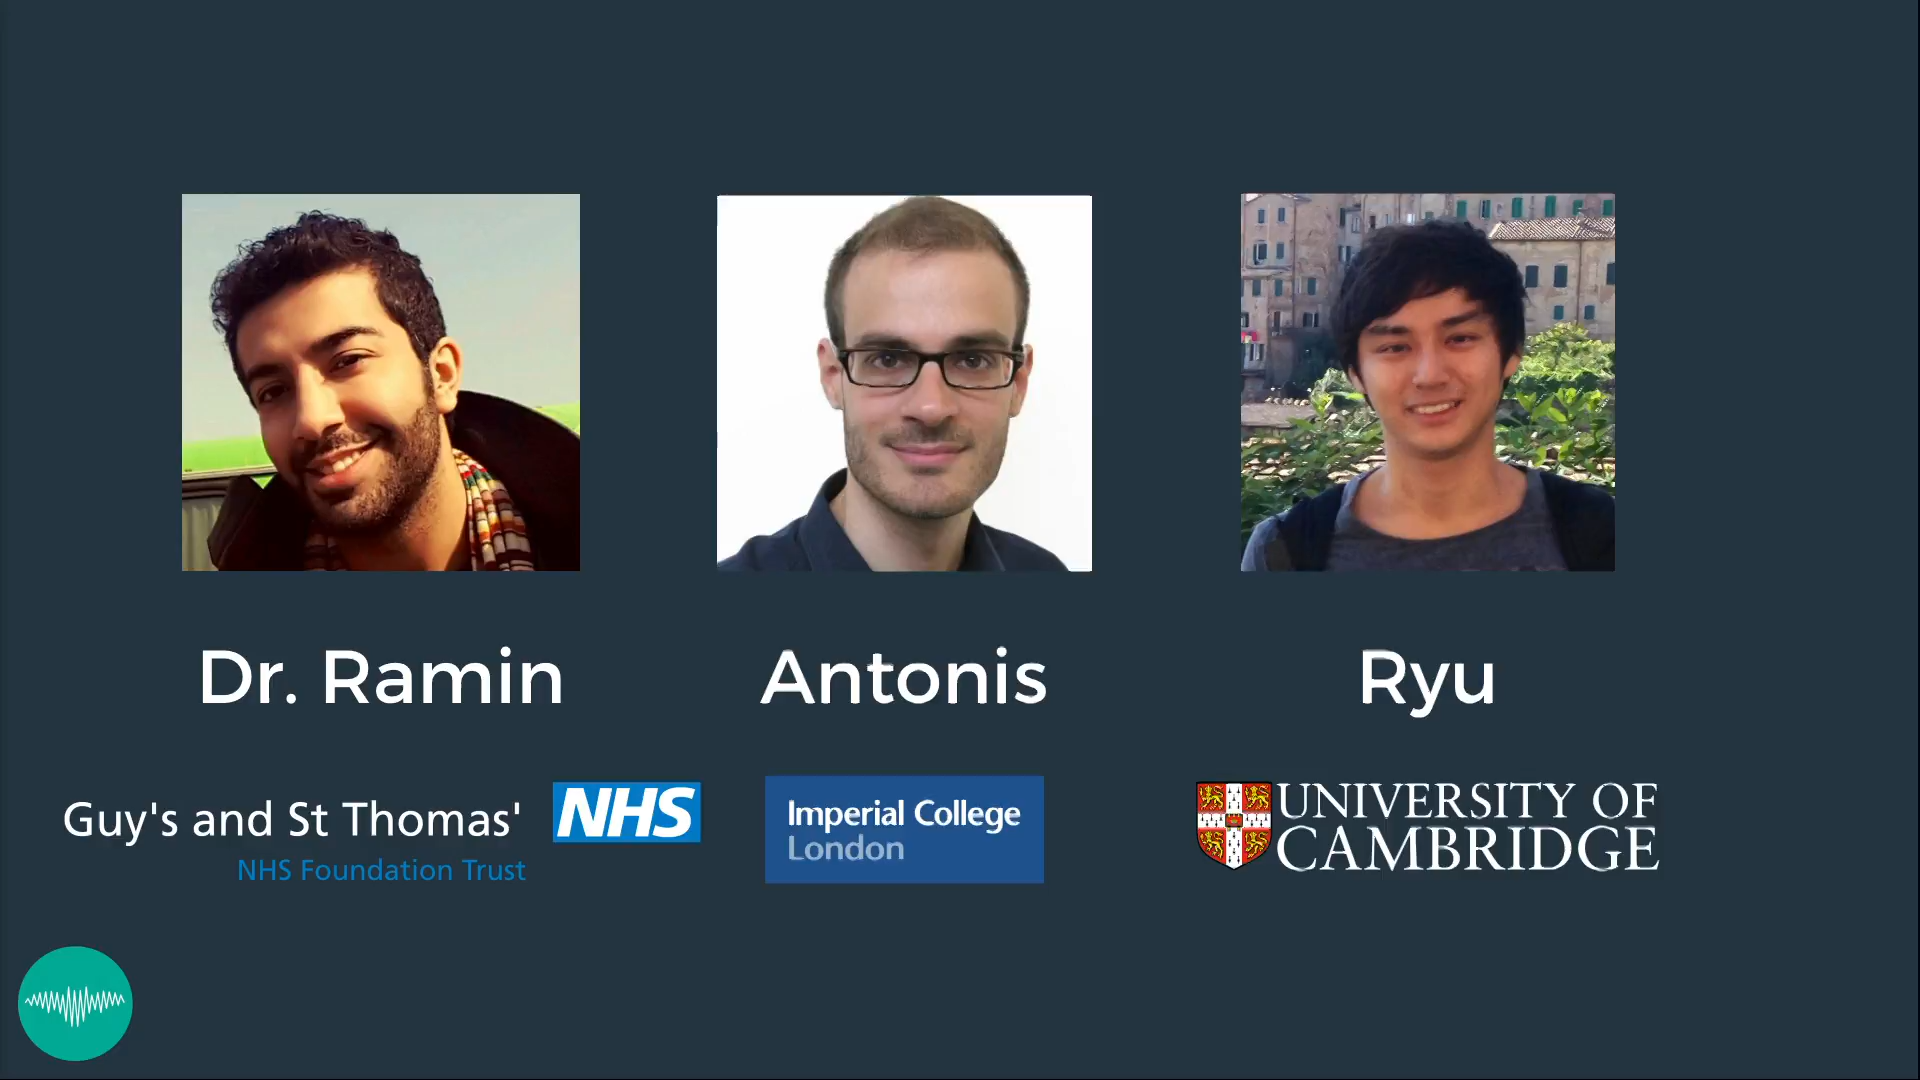 Dr. Ramin
Antonis
Ryu
Guy's and St Thomas' NHS
NHS Foundation Trust
Imperial College
London
UNIVERSITY OF
CAMBRIDGE